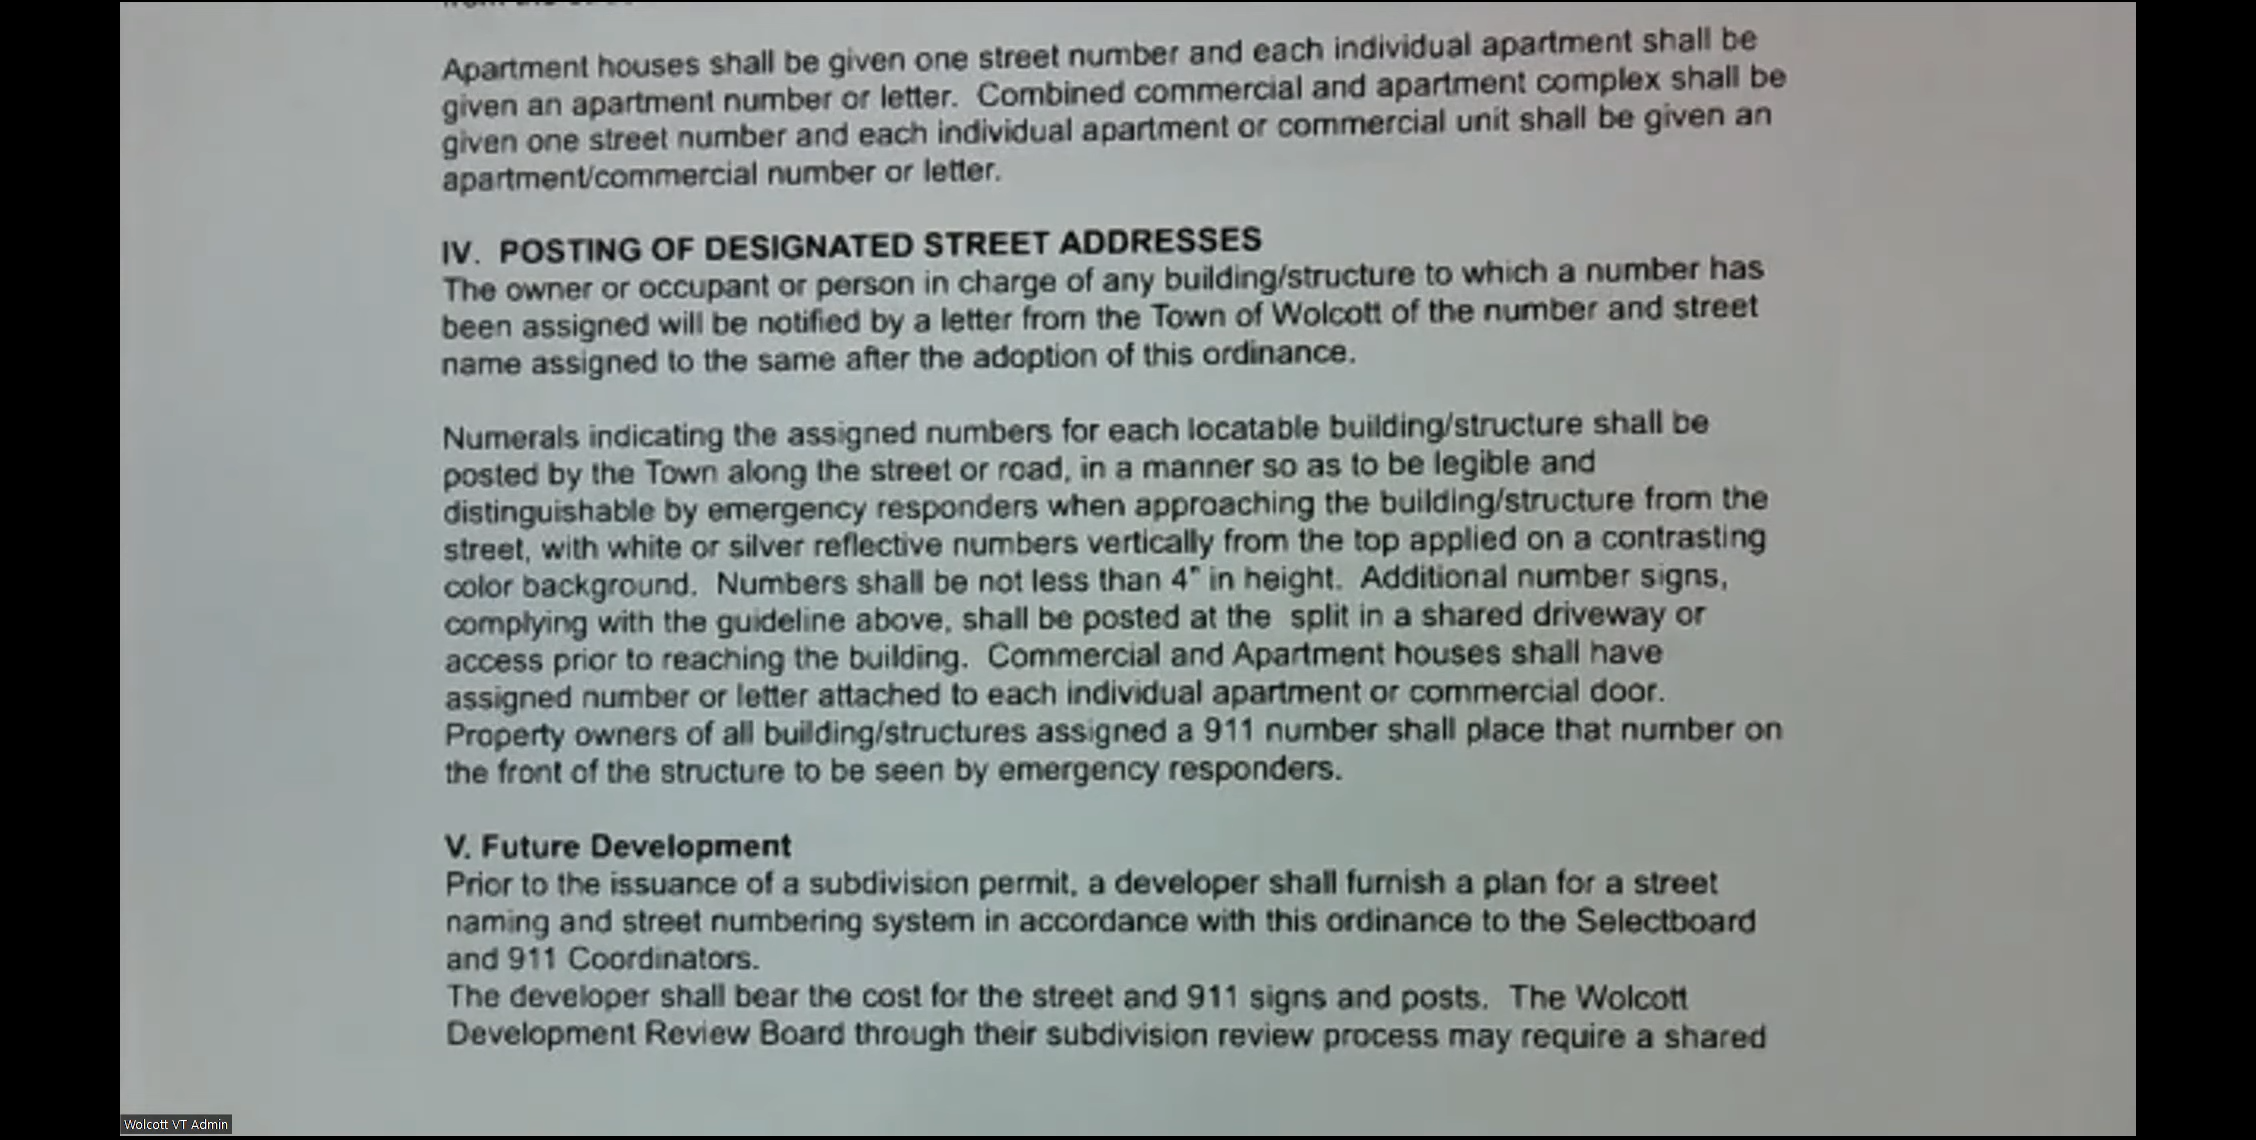 Apartment houses shall be given one street number and each individual apartment shall be
given an apartment number or letter.  Combined commercial and apartment complex shall be
given one street number and each individual apartment or commercial unit shall be given an
apartment/commercial number or letter.
IV.  POSTING OF DESIGNATED STREET ADDRESSES
The owner or occupant or person in charge of any building/structure to which a number has
been assigned will be notified by a letter from the Town of Wolcott of the number and street
name assigned to the same after the adoption of this ordinance.
Numerals indicating the assigned numbers for each locatable building/structure shall be
posted by the Town along the street or road, in a manner so as to be legible and
distinguishable by emergency responders when approaching the building/structure from the
street, with white or silver reflective numbers vertically from the top applied on a contrasting
color background.  Numbers shall be not less than 4" in height.  Additional number signs,
complying with the guideline above, shall be posted at the  split in a shared driveway or
access prior to reaching the building.  Commercial and Apartment houses shall have
assigned number or letter attached to each individual apartment or commercial door.
Property owners of all building/structures assigned a 911 number shall place that number on
the front of the structure to be seen by emergency responders.
V. Future Development
Prior to the issuance of a subdivision permit, a developer shall furnish a plan for a street
naming and street numbering system in accordance with this ordinance to the Selectboard
and 911 Coordinators.
The developer shall bear the cost for the street and 911 signs and posts.  The Wolcott
Development Review Board through their subdivision review process may require a shared
Wolcott VT Admin